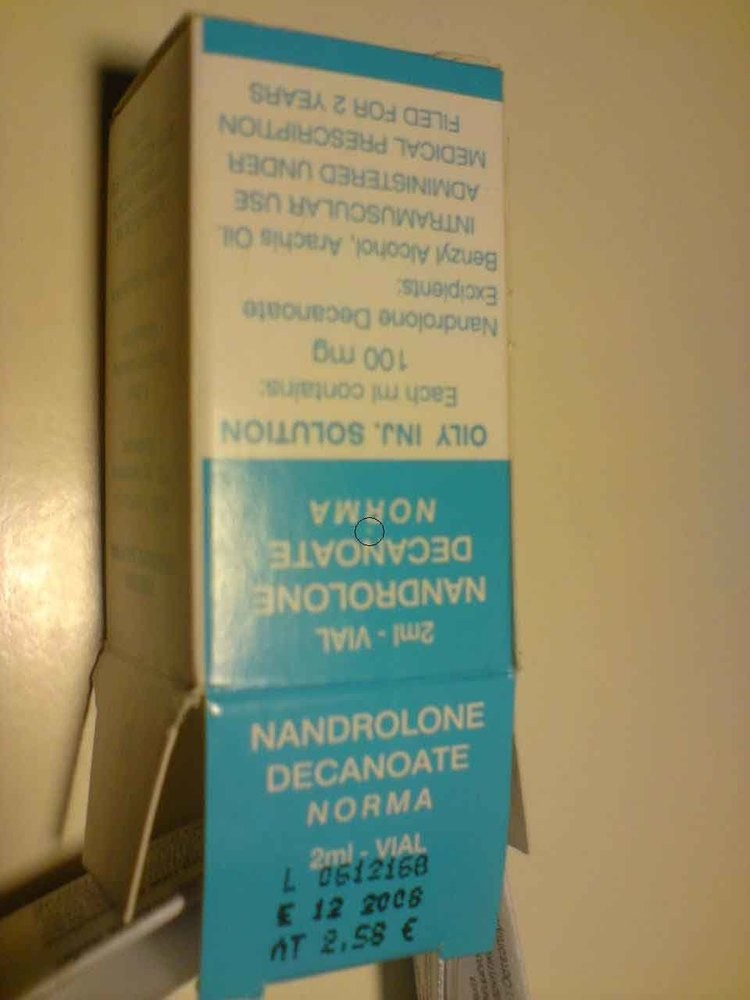 2ml - VIAL
NANDROLONE
DECANOATE
NORMA
OILY INJ. SOLUTION
Each ml contains:
100 mg
Nandrolone Decanoate
Excipients:
Benzyl Alcohol, Arachis Oil.
INTRAMUSCULAR USE
ADMINISTERED UNDER
MEDICAL PRESCRIPTION
FILED FOR 2 YEARS
NANDROLONE
DECANOATE
NORMA
2ml - VIAL
L 0612168
E 12 2008
AT 2.58 €